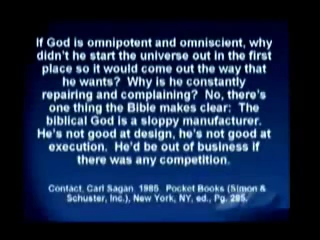 If God is omnipotent and omniscient, why
didn't he start the universe out in the first
place so it would come out the way that
he wants?  Why is he constantly
repairing and complaining?  No, there's
one thing the Bible makes clear:  The
biblical God is a sloppy manufacturer.
He's not good at design, he's not good at
execution.  He'd be out of business if
there was any competition.
Contact, Carl Sagan, 1985  Pocket Books (Simon &
Schuster, Inc.), New York, NY, ed., Pg. 285.